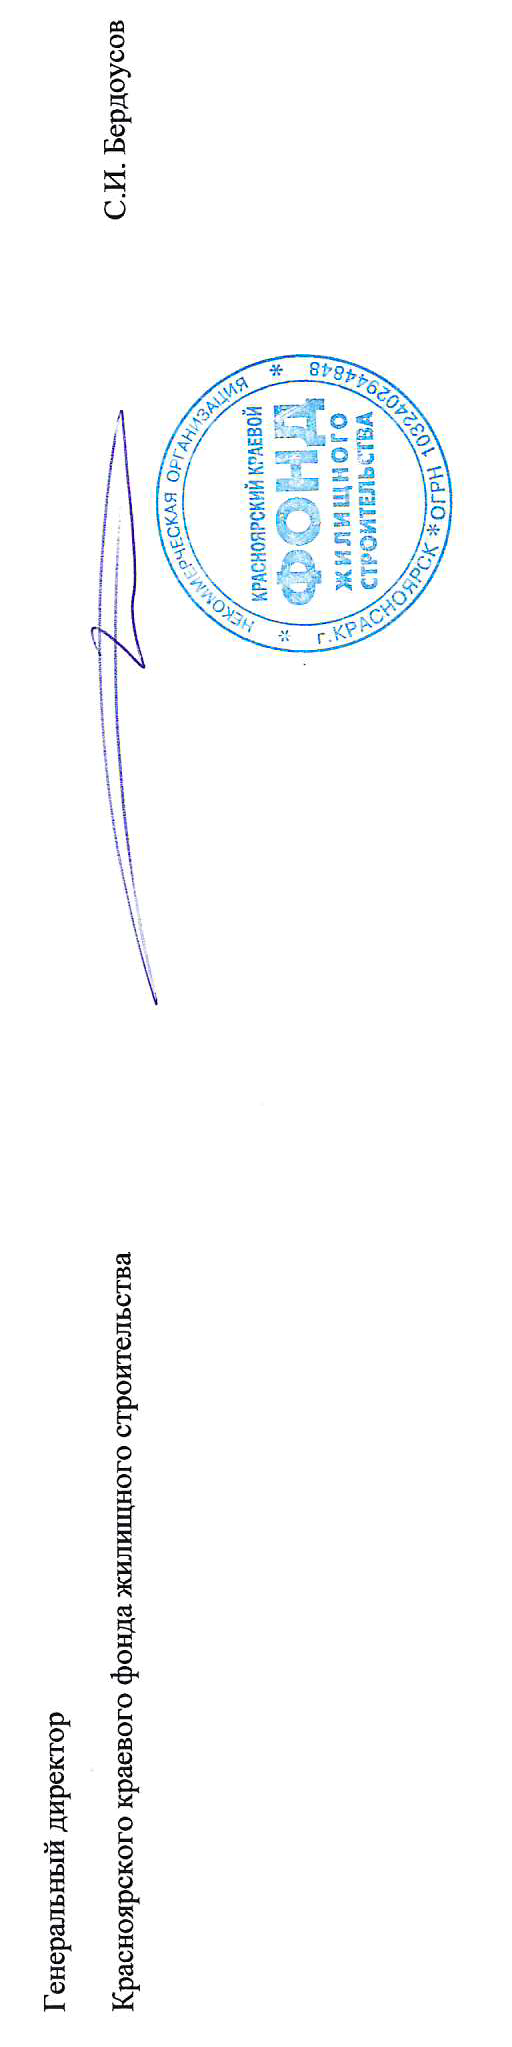 Генеральный директор
Красноярского краевого фонда жилищного строительства
С.И. Бердоусов
НЕКОММЕРЧЕСКАЯ ОРГАНИЗАЦИЯ
* г.КРАСНОЯРСК * ОГРН 1032402944848 *
КРАСНОЯРСКИЙ КРАЕВОЙ
ФОНД
ЖИЛИЩНОГО
СТРОИТЕЛЬСТВА